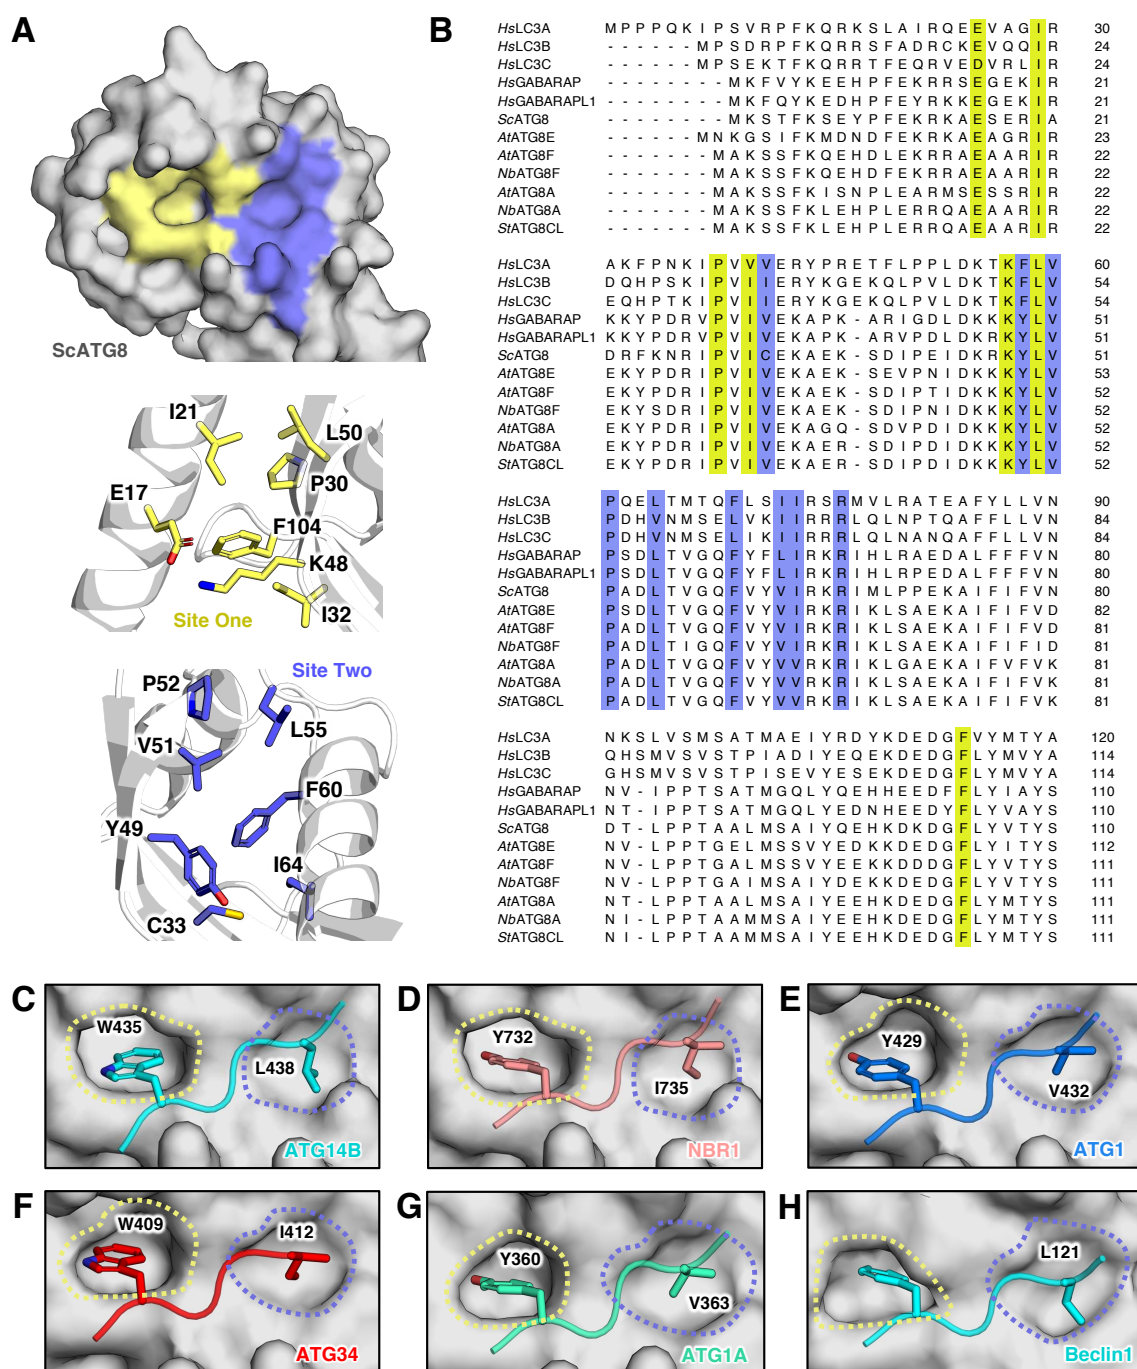 A
B
ScATG8
I21
L50
P30
E17
F104
K48
Site One
I32
Site Two
P52
L55
V51
F60
Y49
I64
C33
HsLC3A M P P P Q K I P S V R P F K Q R K S L A I R Q E E V A G I R 30
HsLC3B - - - - - - M P S D R P F K Q R R S F A D R C K E V Q Q I R 24
HsLC3C - - - - - - M P S E K T F K Q R R T F E Q R V E D V R L I R 24
HsGABARAP - - - - - - - - M K F V Y K E E H P F E K R R S E G E K I R 21
HsGABARAPL1 - - - - - - - - M K F Q Y K E D H P F E Y R K K E G E K I R 21
ScATG8 - - - - - - - - M K S T F K S E Y P F E K R K A E S E R I A 21
AtATG8E - - - - - - M N K G S I F K M D N D F E K R K A E A G R I R 23
AtATG8F - - - - - - - M A K S S F K Q E H D L E K R R A E A A R I R 22
NbATG8F - - - - - - - M A K S S F K Q E H D F E K R R A E A A R I R 22
AtATG8A - - - - - - - M A K S S F K I S N P L E A R M S E S S R I R 22
NbATG8A - - - - - - - M A K S S F K L E H P L E R R Q A E A A R I R 22
StATG8CL - - - - - - - M A K S S F K L E H P L E R R Q A E A A R I R 22
HsLC3A A K F P N K I P V V V E R Y P R E T F L P P L D K T K F L V 60
HsLC3B D Q H P S K I P V I I E R Y K G E K Q L P V L D K T K F L V 54
HsLC3C E Q H P T K I P V I V E R Y K G E K Q L P V L D K T K F L V 54
HsGABARAP K K Y P D R V P V I V E K A P K - A R I G D L D K K K Y L V 51
HsGABARAPL1 K K Y P D R V P V I V E K A P K - A R V P D L D K K K Y L V 51
ScATG8 D R F K N R I P V I C E K A E K - S D I P E I D K R K Y L V 51
AtATG8E E K Y P D R I P V I V E K A E K - S E V P N I D K K K Y L V 53
AtATG8F E K Y P D R I P V I V E K A E K - S D I P T I D K K K Y L V 52
NbATG8F E K Y S D R I P V I V E K A E K - S D I P N I D K K K Y L V 52
AtATG8A E K Y P D R I P V I V E K A G Q - S D V P D I D K K K Y L V 52
NbATG8A E K Y P D R I P V I V E K A E R - S D I P D I D K K K Y L V 52
StATG8CL E K Y P D R I P V I V E K A E R - S D I P D I D K K K Y L V 52
HsLC3A P Q E L T M T Q F L S I I R S R M V L R A T E A F Y L L V N 90
HsLC3B P D H V N M S E L V K I I R R R L Q L N P T Q A F F L L V N 84
HsLC3C P D H V N M S E L I K I I R R R L Q L N A N Q A F F L L V N 84
HsGABARAP P S D L T V G Q F Y F L I R K R I H L R A E D A L F F F V N 80
HsGABARAPL1 P S D L T V G Q F Y F L I R K R I H L R P E D A L F F F V N 80
ScATG8 P A D L T V G Q F V Y V I R K R I M L P P E K A I F I F V N 80
AtATG8E P S D L T V G Q F V Y V I R K R I K L S A E K A I F I F V D 82
AtATG8F P A D L T V G Q F V Y V I R K R I K L S A E K A I F I F V D 81
NbATG8F P A D L T I G Q F V Y V I R K R I K L S A E K A I F I F I D 81
AtATG8A P A D L T V G Q F V Y V V R K R I K L G A E K A I F V F V K 81
NbATG8A P A D L T V G Q F V Y V V R K R I K L S A E K A I F I F V K 81
StATG8CL P A D L T V G Q F V Y V V R K R I K L S A E K A I F I F V K 81
HsLC3A N K S L V S M S A T M A E I Y R D Y K D E D G F V Y M T Y A 120
HsLC3B Q H S M V S V S T P I A D I Y E Q E K D E D G F L Y M V Y A 114
HsLC3C G H S M V S V S T P I S E V Y E S E K D E D G F L Y M V Y A 114
HsGABARAP N V - I P P T S A T M G Q L Y Q E H H E E D F F L Y I A Y S 110
HsGABARAPL1 N T - I P P T S A T M G Q L Y E D N H E E D Y F L Y V A Y S 110
ScATG8 D T - L P P T A A L M S A I Y Q E H K D K D G F L Y V T Y S 110
AtATG8E N V - L P P T G E L M S S V Y E D K K D E D G F L Y I T Y S 112
AtATG8F N V - L P P T G A L M S S V Y E E K K D D D G F L Y V T Y S 111
NbATG8F N V - L P P T G A I M S A I Y D E K K D E D G F L Y V T Y S 111
AtATG8A N T - L P P T A A M M S A I Y E E H K D E D G F L Y M T Y S 111
NbATG8A N I - L P P T A A M M S A I Y E E H K D E D G F L Y M T Y S 111
StATG8CL N I - L P P T A A M M S A I Y E E H K D E D G F L Y M T Y S 111
C
W435
L438
ATG14B
D
Y732
I735
NBR1
E
Y429
V432
ATG1
F
W409
I412
ATG34
G
Y360
V363
ATG1A
H
L121
Beclin1